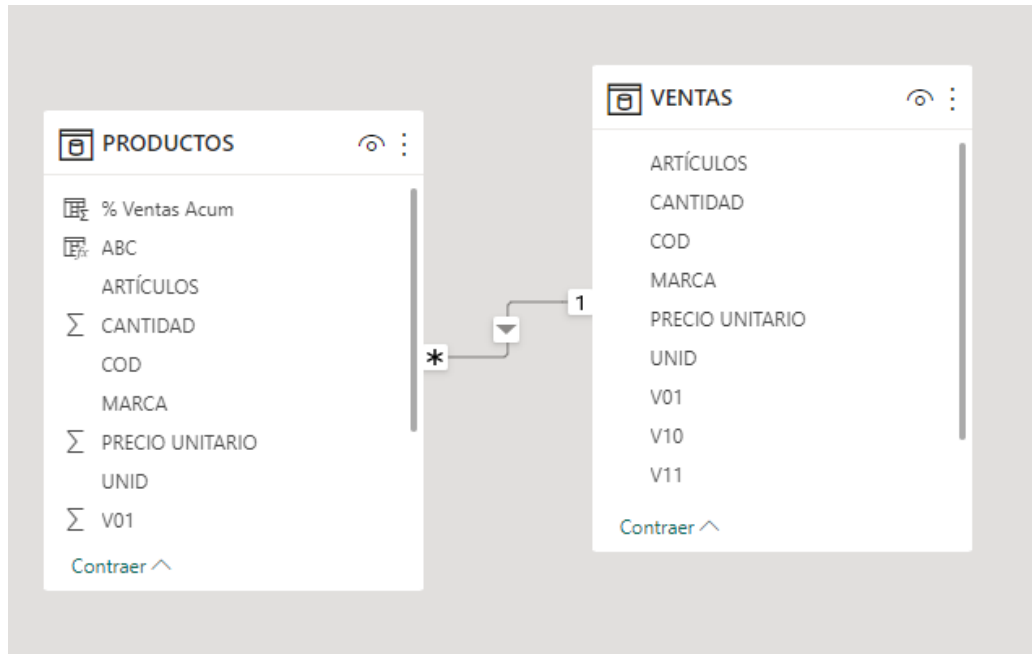 PRODUCTOS
% Ventas Acum
ABC
ARTÍCULOS
CANTIDAD
COD
MARCA
PRECIO UNITARIO
UNID
V01
Contraer
*
1
VENTAS
ARTÍCULOS
CANTIDAD
COD
MARCA
PRECIO UNITARIO
UNID
V01
V10
V11
Contraer